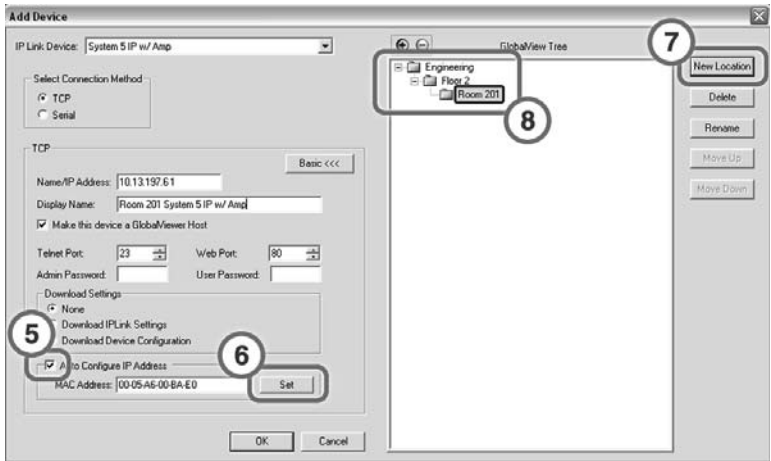 Add Device
IP Link Device: System 5 IP w/ Amp
Select Connection Method
TCP
Serial
TCP
Basic <<<
Name/IP Address: 10.13.197.61
Display Name: Room 201 System 5 IP w/ Amp
Make this device a GlobalViewer Host
Telnet Port: 23 Web Port: 80
Admin Password: User Password:
Download Settings
None
Download IPLink Settings
Download Device Configuration
5
6
Auto Configure IP Address
MAC Address: 00-05-A6-00-BA-E0 Set
OK Cancel
GlobalView Tree
7
Engineering
Floor 2
Room 201
8
New Location
Delete
Rename
Move Up
Move Down